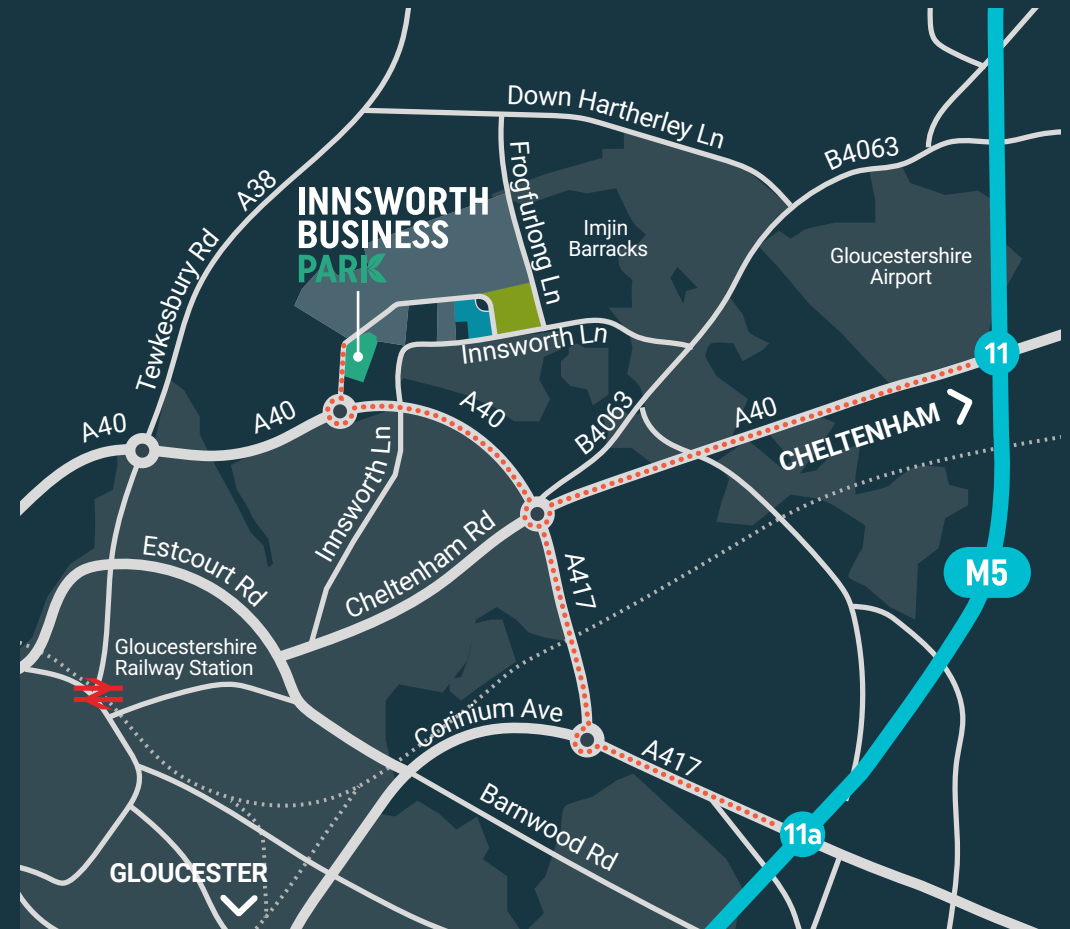 Down Hartherley Ln
B4063
A38
Frogfurlong Ln
INNSWORTH
BUSINESS
PARK
Imjin
Barracks
Gloucestershire
Airport
Tewkesbury Rd
Innsworth Ln
11
A40
A40
A40
B4063
A40
CHELTENHAM
Innsworth Ln
Cheltenham Rd
Estcourt Rd
A417
M5
Gloucestershire
Railway Station
Corinium Ave
A417
Barnwood Rd
11a
GLOUCESTER